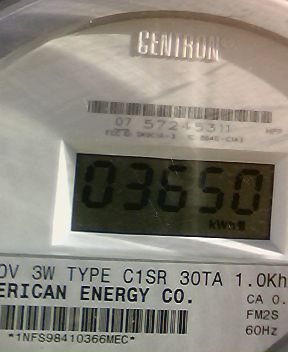 CENTRON
07 57245311
03650
kWh
0V 3W TYPE C1SR 30TA 1.0Kh
ERICAN ENERGY CO.
CA 0.
FM2S
*1NFS98410366MEC*
60Hz